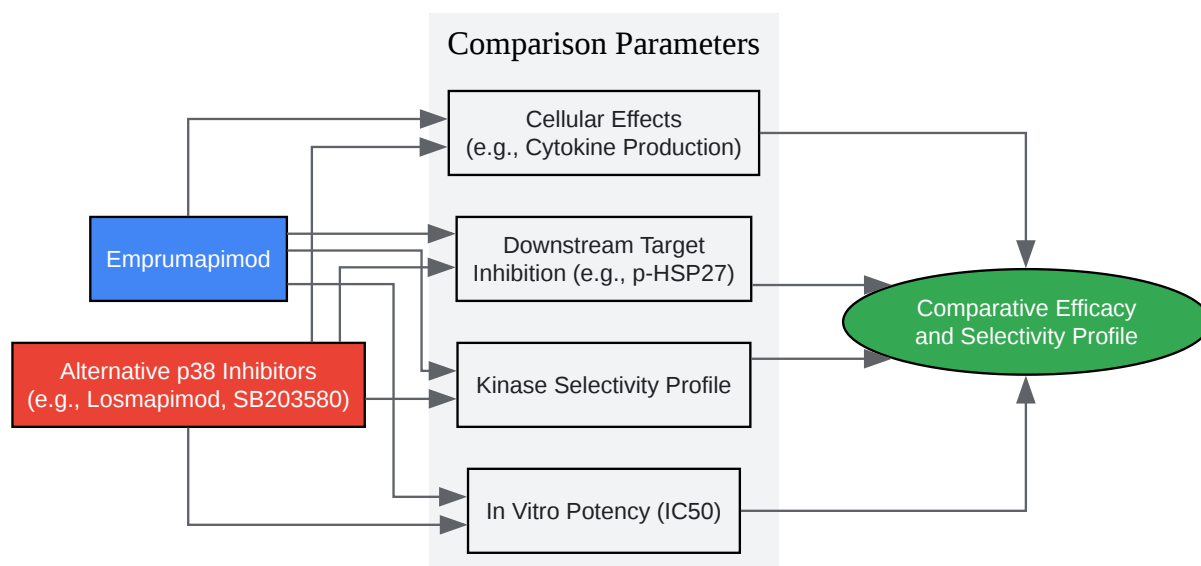 Comparison Parameters
Cellular Effects
(e.g., Cytokine Production)
Emprumapimod
Downstream Target
Inhibition (e.g., p-HSP27)
Comparative Efficacy
and Selectivity Profile
Alternative p38 Inhibitors
(e.g., Losmapimod, SB203580)
Kinase Selectivity Profile
In Vitro Potency (IC50)